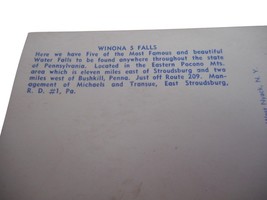 WINONA 5 FALLS
Here we have Five of the Most Famous and beautiful
Water Falls to be found anywhere throughout the state
of Pennsylvania. Located in the Eastern Pocono Mts.
area which is eleven miles east of Stroudsburg and two
miles west of Bushkill, Penna. Just off Route 209. Man-
agement of Michaels and Transue, East Stroudsburg,
R. D. #1, Pa.
Nyack, N. Y.